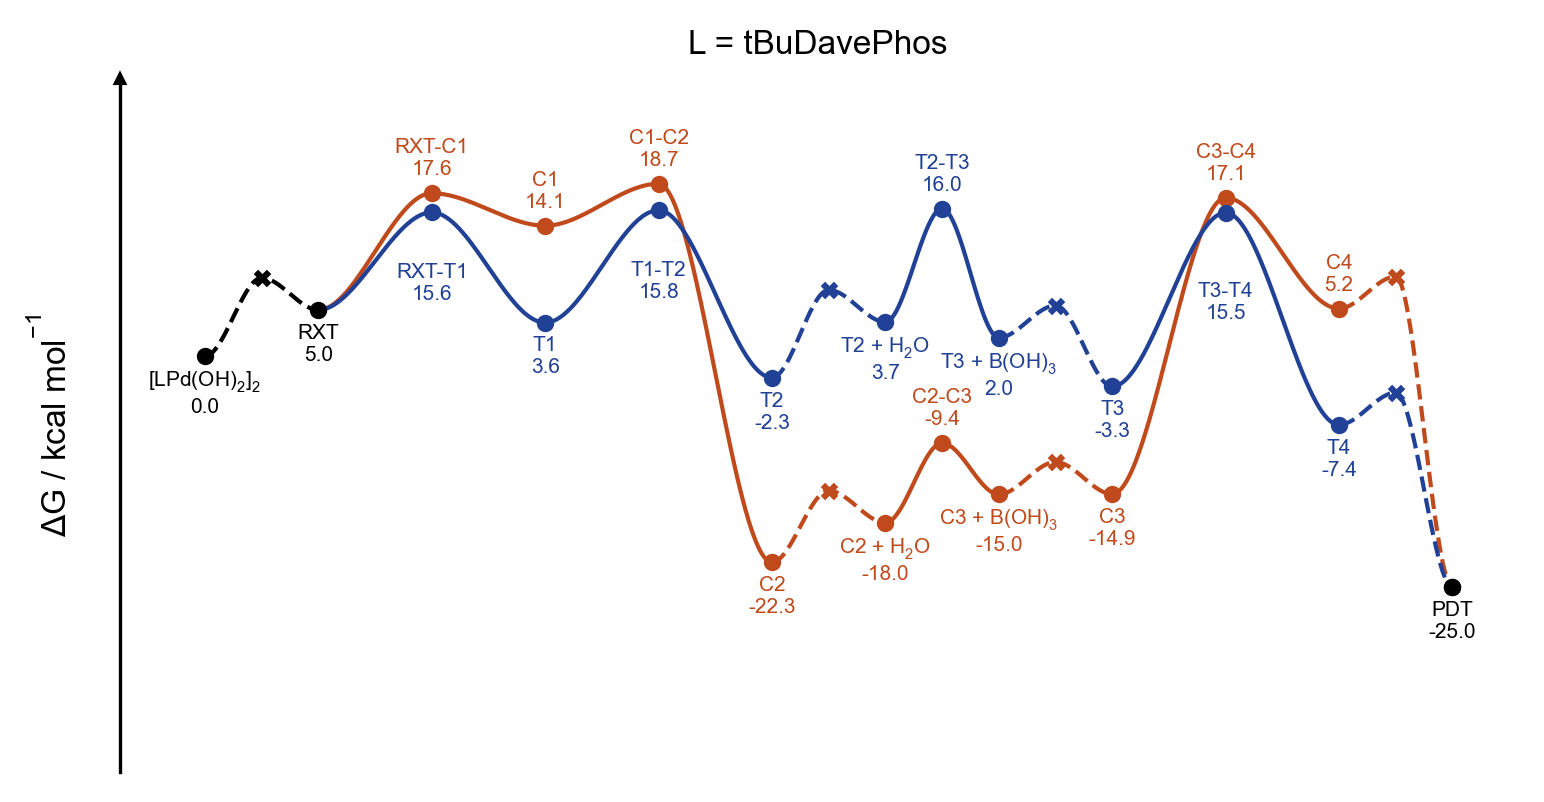 L = tBuDavePhos
ΔG / kcal mol⁻¹
[LPd(OH)₂]₂
0.0
RXT
5.0
RXT-C1
17.6
RXT-T1
15.6
C1
14.1
T1
3.6
C1-C2
18.7
T1-T2
15.8
T2
-2.3
C2
-22.3
T2 + H₂O
3.7
C2 + H₂O
-18.0
T2-T3
16.0
C2-C3
-9.4
T3 + B(OH)₃
2.0
C3 + B(OH)₃
-15.0
T3
-3.3
C3
-14.9
C3-C4
17.1
T3-T4
15.5
C4
5.2
T4
-7.4
PDT
-25.0